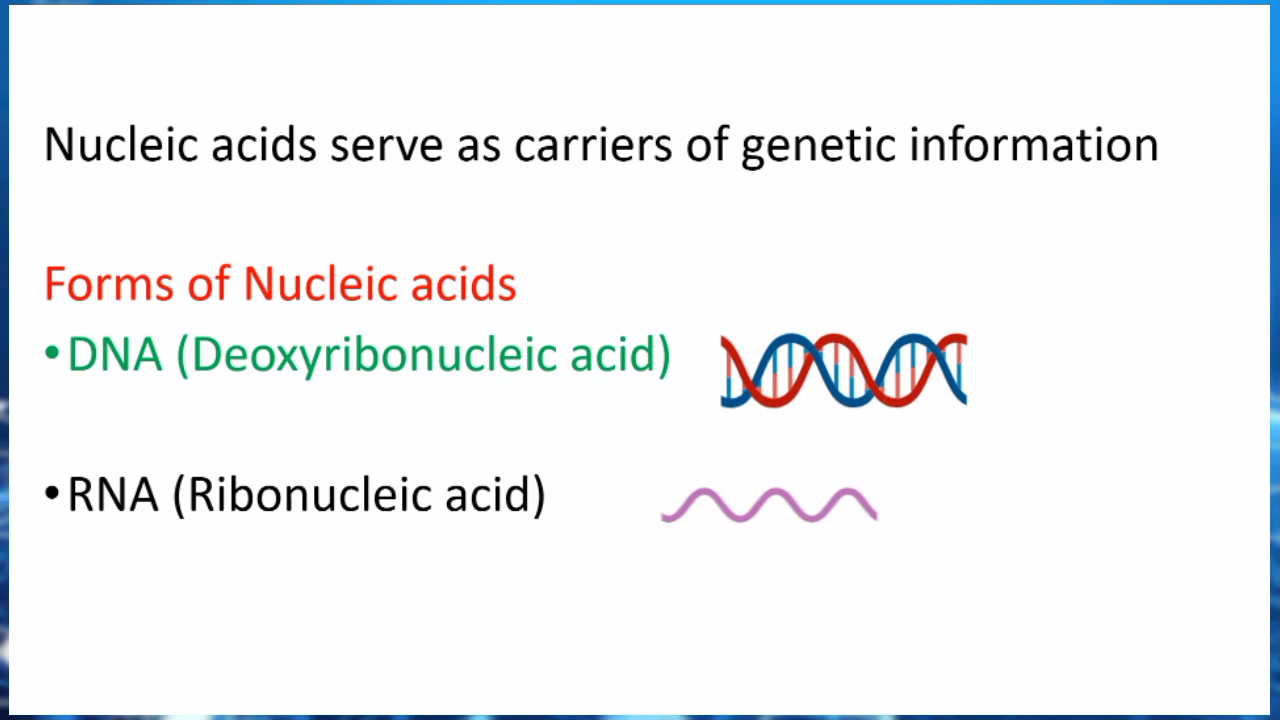 Nucleic acids serve as carriers of genetic information
Forms of Nucleic acids
•DNA (Deoxyribonucleic acid)
•RNA (Ribonucleic acid)